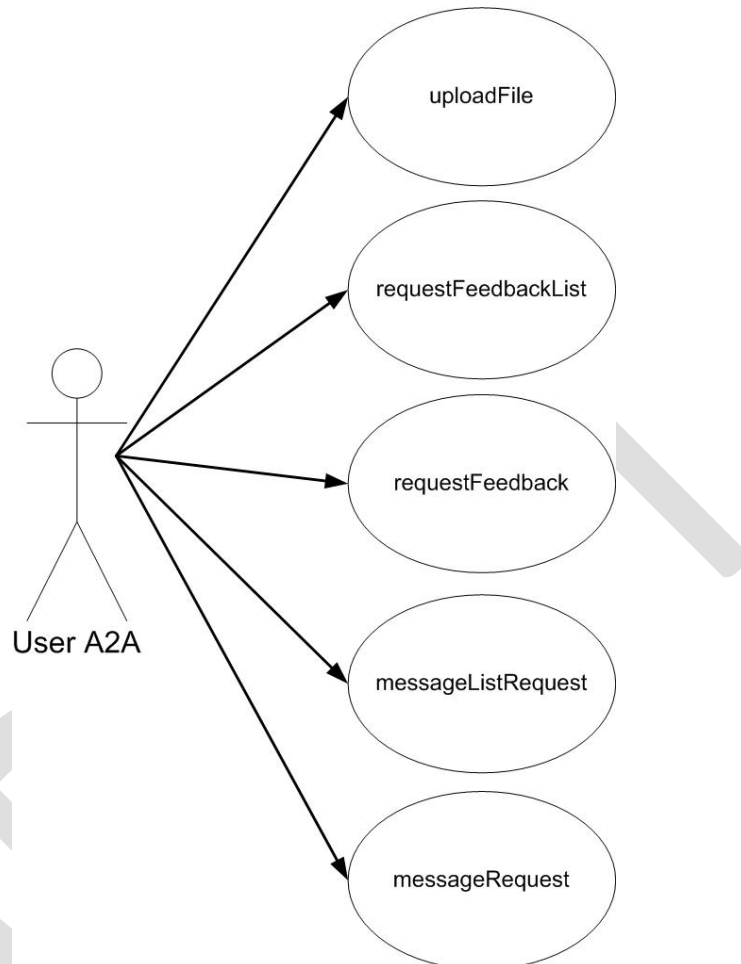 uploadFile
requestFeedbackList
requestFeedback
User A2A
messageListRequest
messageRequest